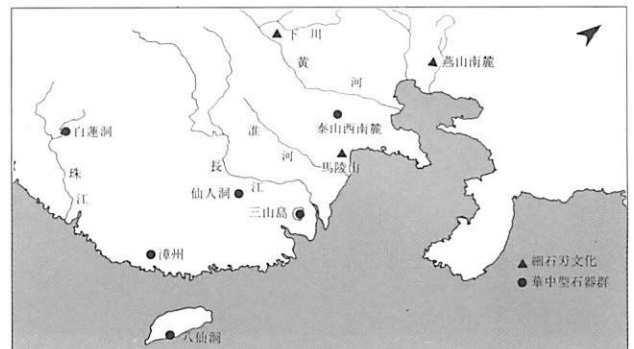 下川
黄
河
燕山南麓
泰山西南麓
白蓮洞
淮
河
馬陵山
長
江
珠
江
仙人洞
三山島
漳州
八仙洞
▲ 細石刃文化
● 華中型石器群